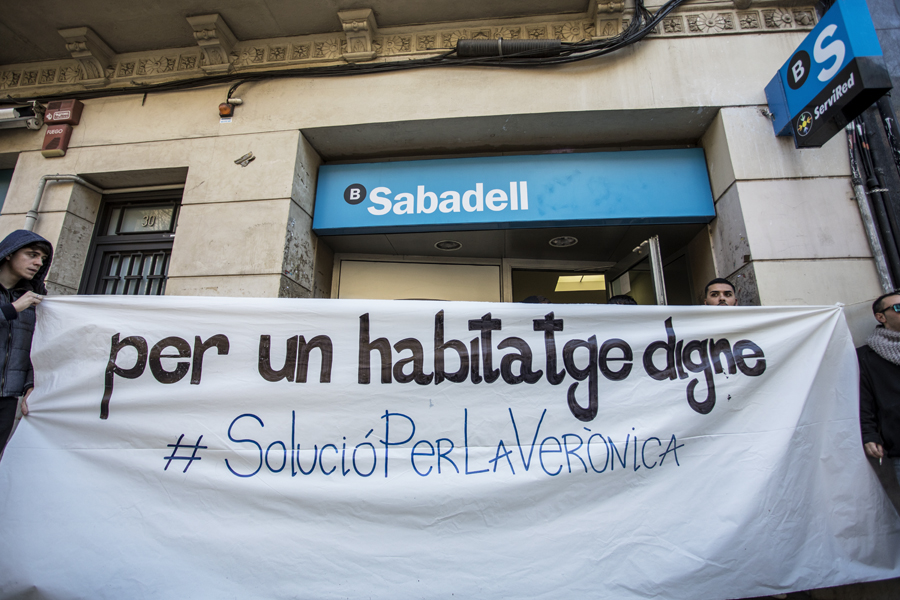 B Sabadell
B S
ServiRed
FUEGO
30
per un habitatge digne
#SolucióPerLaVerònica